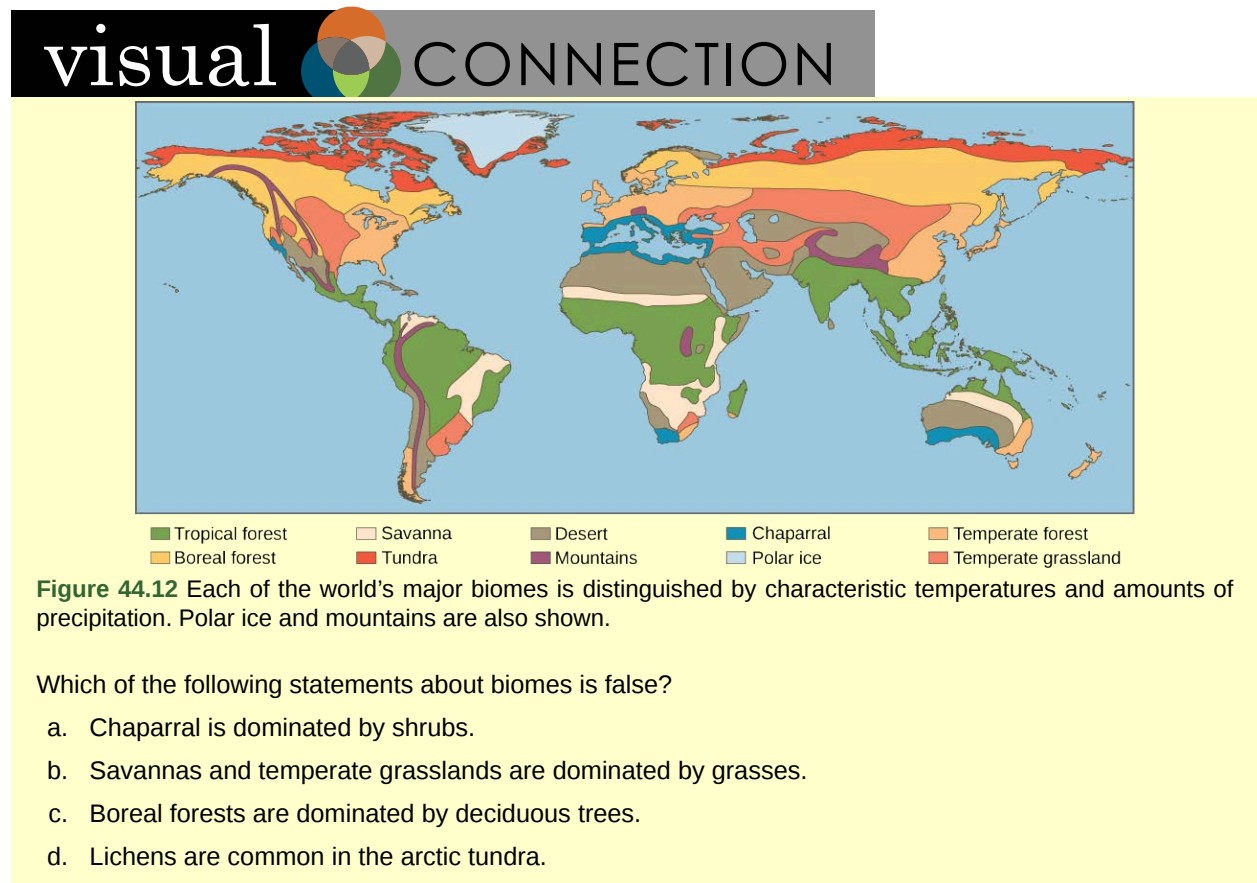 visual CONNECTION
Tropical forest Savanna Desert Chaparral Temperate forest
Boreal forest Tundra Mountains Polar ice Temperate grassland
Figure 44.12 Each of the world’s major biomes is distinguished by characteristic temperatures and amounts of
precipitation. Polar ice and mountains are also shown.
Which of the following statements about biomes is false?
a. Chaparral is dominated by shrubs.
b. Savannas and temperate grasslands are dominated by grasses.
c. Boreal forests are dominated by deciduous trees.
d. Lichens are common in the arctic tundra.